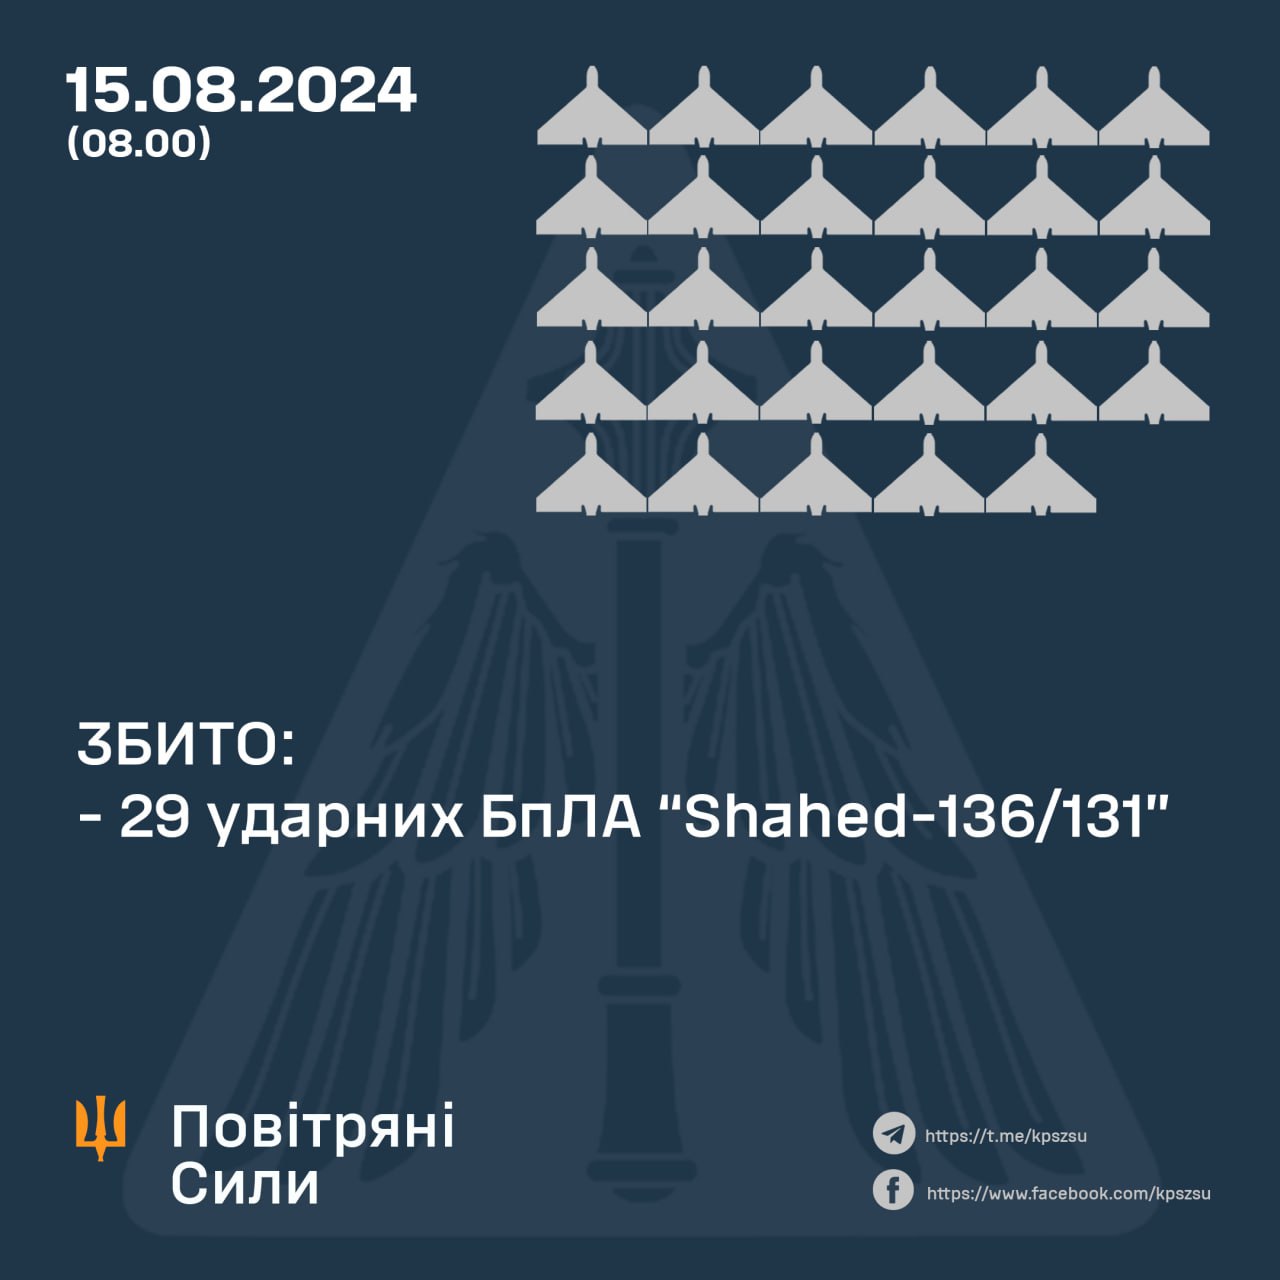 15.08.2024
(08.00)
ЗБИТО:
- 29 ударних БпЛА “Shahed-136/131”
Повітряні
Сили
https://t.me/kpszsu
https://www.facebook.com/kpszsu